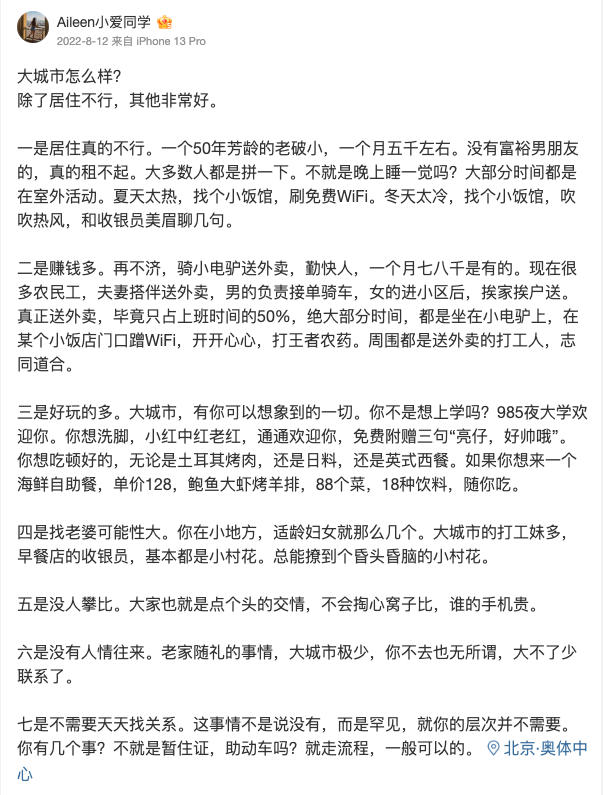 Aileen小爱同学
2022-8-12 来自 iPhone 13 Pro
大城市怎么样?
除了居住不行，其他非常好。
一是居住真的不行。一个50年芳龄的老破小，一个月五千左右。没有富裕男朋友
的，真的租不起。大多数人都是拼一下。不就是晚上睡一觉吗？大部分时间都是
在室外活动。夏天太热，找个小饭馆，刷免费WiFi。冬天太冷，找个小饭馆，吹
吹热风，和收银员美眉聊几句。
二是赚钱多。再不济，骑小电驴送外卖，勤快人，一个月七八千是有的。现在很
多农民工，夫妻搭伴送外卖，男的负责接单骑车，女的进小区后，挨家挨户送。
真正送外卖，毕竟只占上班时间的50%，绝大部分时间，都是坐在小电驴上，在
某个小饭店门口蹭WiFi，开开心心，打王者农药。周围都是送外卖的打工人，志
同道合。
三是好玩的多。大城市，有你可以想象到的一切。你不是想上学吗？985夜大学欢
迎你。你想洗脚，小红中红老红，通通欢迎你，免费附赠三句“亮仔，好帅哦”。
你想吃顿好的，无论是土耳其烤肉，还是日料，还是英式西餐。如果你想来一个
海鲜自助餐，单价128，鲍鱼大虾烤羊排，88个菜，18种饮料，随你吃。
四是找老婆可能性大。你在小地方，适龄妇女就那么几个。大城市的打工妹多，
早餐店的收银员，基本都是小村花。总能撩到个昏头昏脑的小村花。
五是没人攀比。大家也就是点个头的交情，不会掏心窝子比，谁的手机贵。
六是没有人情往来。老家随礼的事情，大城市极少，你不去也无所谓，大不了少
联系了。
七是不需要天天找关系。这事情不是说没有，而是罕见，就你的层次并不需要。
你有几个事？不就是暂住证，助动车吗？就走流程，一般可以的。 北京·奥体中
心